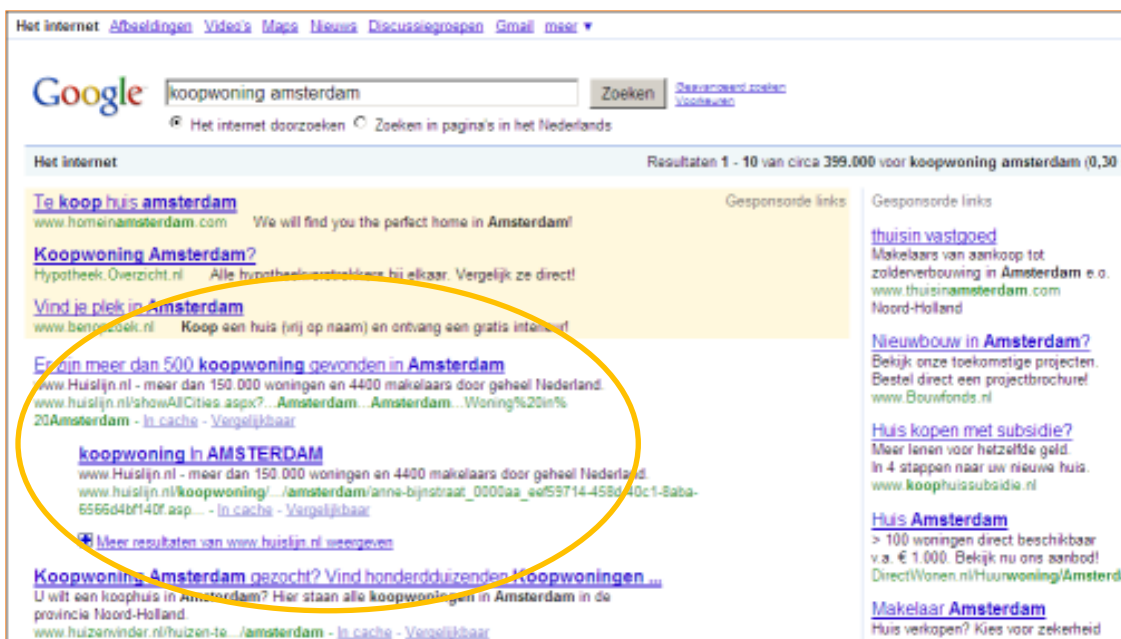 Het internet Afbeeldingen Video's Maps Nieuws Discussiegroepen Gmail meer ▼
Google koopwoning amsterdam Zoeken Geavanceerd zoeken
Voorkeuren
Het internet doorzoeken Zoeken in pagina's in het Nederlands
Het internet Resultaten 1 - 10 van circa 399.000 voor koopwoning amsterdam (0,30
Te koop huis amsterdam Gesponsorde links
www.homeinamsterdam.com We will find you the perfect home in Amsterdam!
Koopwoning Amsterdam?
Hypotheek.Overzicht.nl Alle hypotheekverstrekkers bij elkaar. Vergelijk ze direct!
Vind je plek in Amsterdam
www.benopzoek.nl Koop een huis (vrij op naam) en ontvang een gratis interieur!
Er zijn meer dan 500 koopwoning gevonden in Amsterdam
www.Huislijn.nl - meer dan 150.000 woningen en 4400 makelaars door geheel Nederland.
www.huislijn.nl/showAllCities.aspx?...Amsterdam...Amsterdam...Woning%20in%
20Amsterdam - In cache - Vergelijkbaar
koopwoning In AMSTERDAM
www.Huislijn.nl - meer dan 150.000 woningen en 4400 makelaars door geheel Nederland.
www.huislijn.nl/koopwoning/.../amsterdam/anne-bijnstraat_0000aa_eef59714-458d-40c1-8aba-
6566d4bf140f.asp... - In cache - Vergelijkbaar
Meer resultaten van www.huislijn.nl weergeven
Koopwoning Amsterdam gezocht? Vind honderdduizenden Koopwoningen ...
U wilt een koophuis in Amsterdam? Hier staan alle koopwoningen in Amsterdam in de
provincie Noord-Holland.
www.huizenvinder.nl/huizen-te.../amsterdam - In cache - Vergelijkbaar
Gesponsorde links
thuisin vastgoed
Makelaars van aankoop tot
zolderverbouwing in Amsterdam e.o.
www.thuisinamsterdam.com
Noord-Holland
Nieuwbouw in Amsterdam?
Bekijk onze toekomstige projecten.
Bestel direct een projectbrochure!
www.Bouwfonds.nl
Huis kopen met subsidie?
Meer lenen voor hetzelfde geld.
In 4 stappen naar uw nieuwe huis.
www.koophuissubsidie.nl
Huis Amsterdam
> 100 woningen direct beschikbaar
v.a. € 1.000. Bekijk nu ons aanbod!
DirectWonen.nl/Huurwoning/Amsterd
Makelaar Amsterdam
Huis verkopen? Kies voor zekerheid